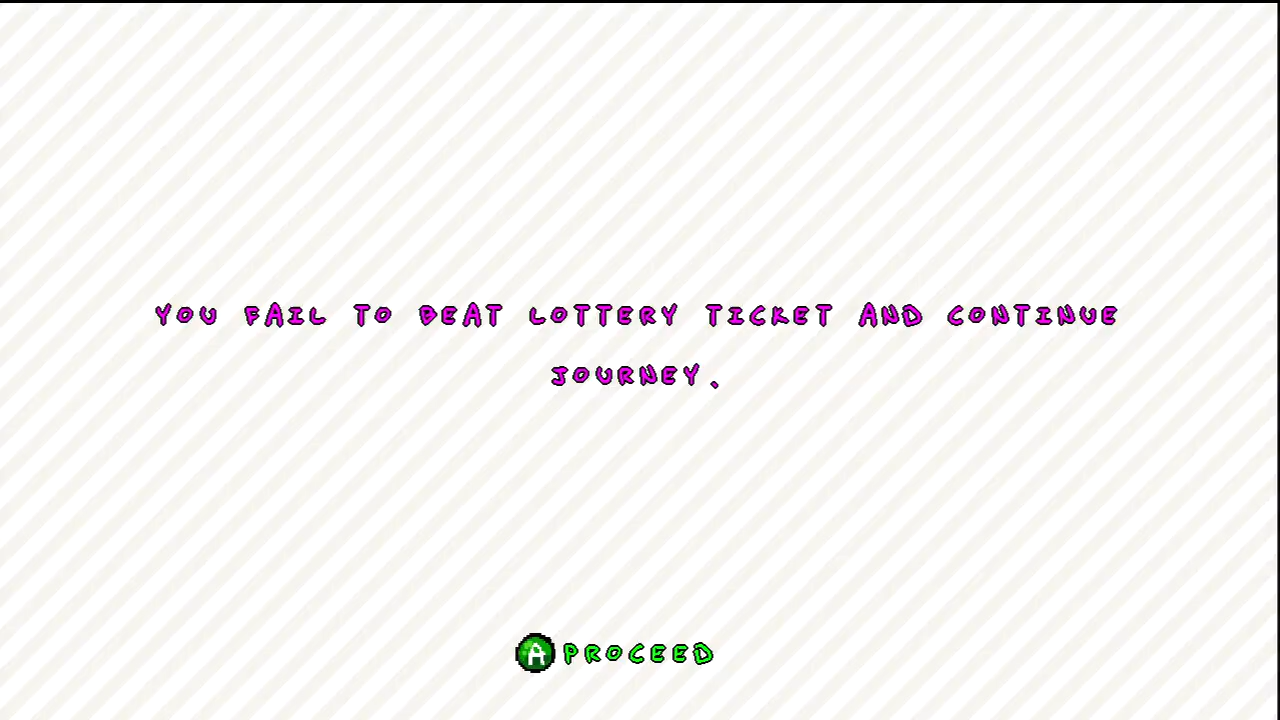 YOU FAIL TO BEAT LOTTERY TICKET AND CONTINUE
JOURNEY.
A PROCEED